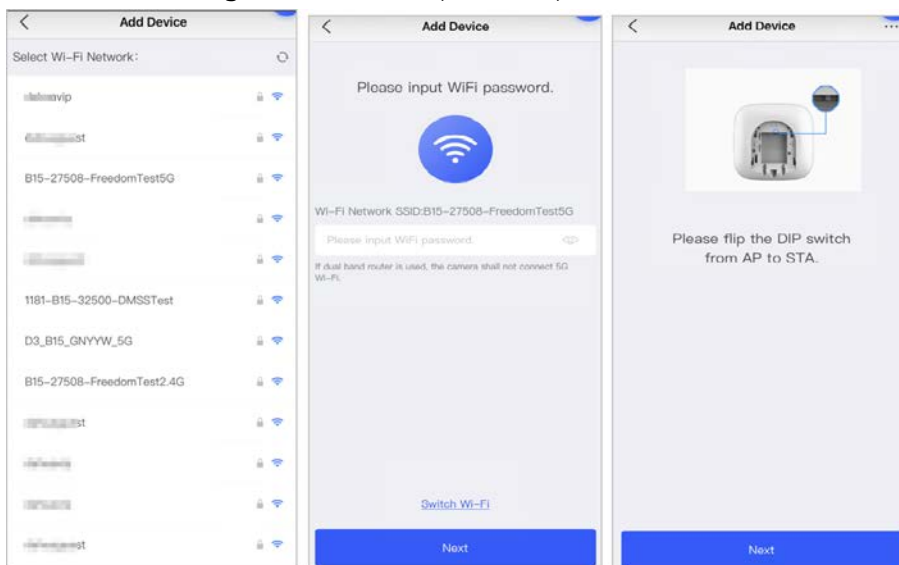 Add Device
Select Wi-Fi Network:
B15-27508-FreedomTest5G
1181-B15-32500-DMSSTest
D3_B15_GNYYW_5G
B15-27508-FreedomTest2.4G
Add Device
Please input WiFi password.
Wi-Fi Network SSID:B15-27508-FreedomTest5G
Please input WiFi password.
If dual band router is used, the camera shall not connect 5G
Wi-Fi.
Switch Wi-Fi
Next
Add Device
Please flip the DIP switch
from AP to STA.
Next